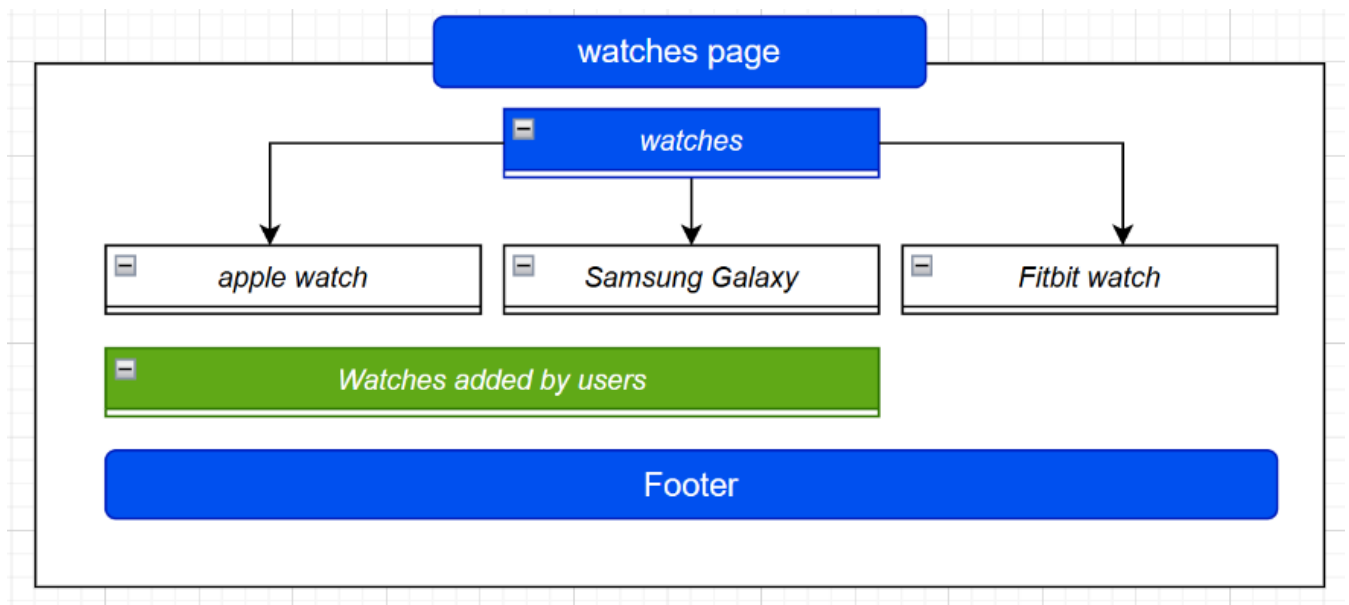 watches page
watches
apple watch
Samsung Galaxy
Fitbit watch
Watches added by users
Footer